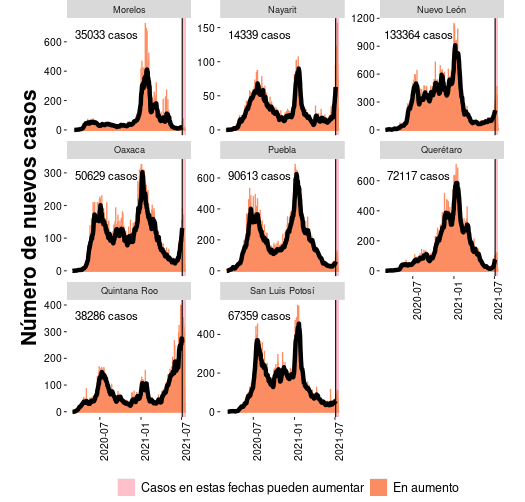 Número de nuevos casos
Morelos
35033 casos
600
400
200
0
Nayarit
14339 casos
150
100
50
0
Nuevo León
133364 casos
1200
900
600
300
0
Oaxaca
50629 casos
300
200
100
0
Puebla
90613 casos
600
400
200
0
Querétaro
72117 casos
600
400
200
0
2020-07
2021-01
2021-07
Quintana Roo
38286 casos
400
300
200
100
0
2020-07
2021-01
2021-07
San Luis Potosí
67359 casos
400
200
0
2020-07
2021-01
2021-07
Casos en estas fechas pueden aumentar
En aumento